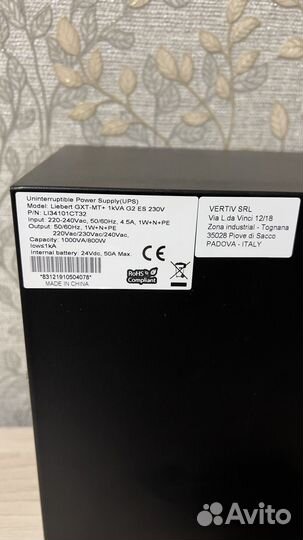 Uninterruptible Power Supply(UPS)
Model: Liebert GXT-MT+ 1kVA G2 ES 230V
P/N: LI34101CT32
Input: 220-240Vac, 50/60Hz, 4.5A, 1W+N+PE
Output: 50/60Hz, 1W+N+PE
220Vac/230Vac/240Vac,
Capacity: 1000VA/800W
Icw≤1kA
Internal battery: 24Vdc, 50A Max.
*83121910504078*
MADE IN CHINA
CE
RoHS
Compliant
VERTIV SRL
Via L.da Vinci 12/18
Zona industrial - Tognana
35028 Piove di Sacco
PADOVA - ITALY
Avito